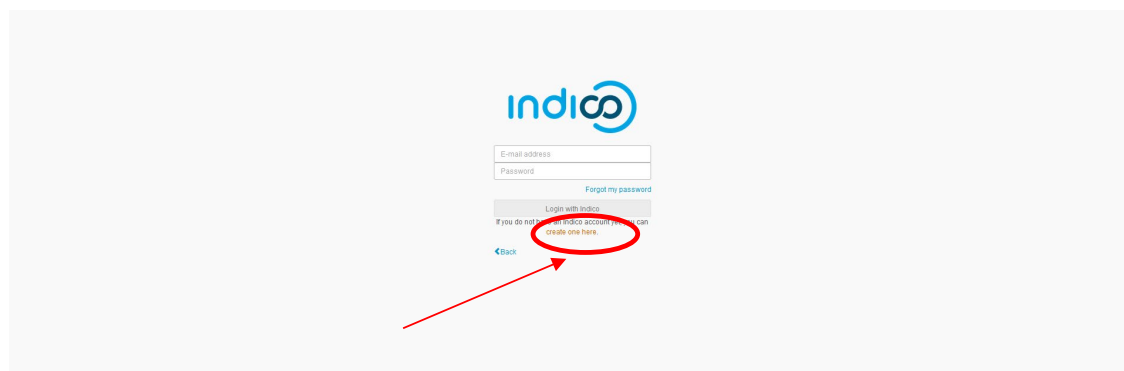 indico
E-mail address
Password
Forgot my password
Login with Indico
If you do not an Indico account you can
create one here.
Back